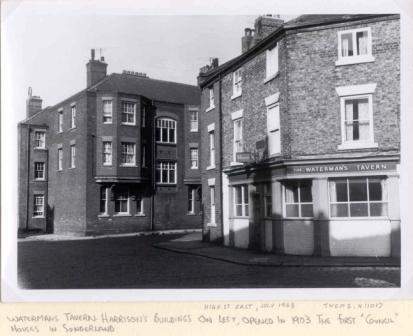 THE WATERMANS TAVERN
HIGH ST. EAST, JULY 1963
WATERMANS TAVERN. HARRISON'S BUILDINGS ON LEFT, OPENED IN 1903 THE FIRST "COUNCIL"
HOUSES IN SUNDERLAND